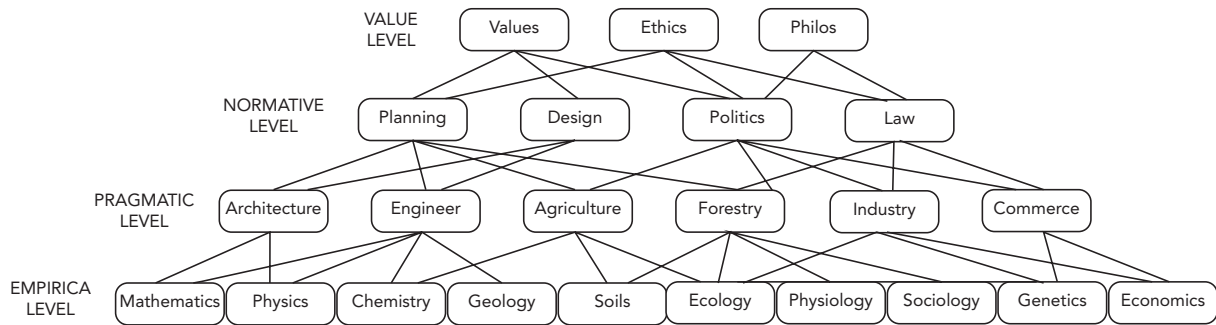 VALUE
LEVEL
Values
Ethics
Philos
NORMATIVE
LEVEL
Planning
Design
Politics
Law
PRAGMATIC
LEVEL
Architecture
Engineer
Agriculture
Forestry
Industry
Commerce
EMPIRICA
LEVEL
Mathematics
Physics
Chemistry
Geology
Soils
Ecology
Physiology
Sociology
Genetics
Economics